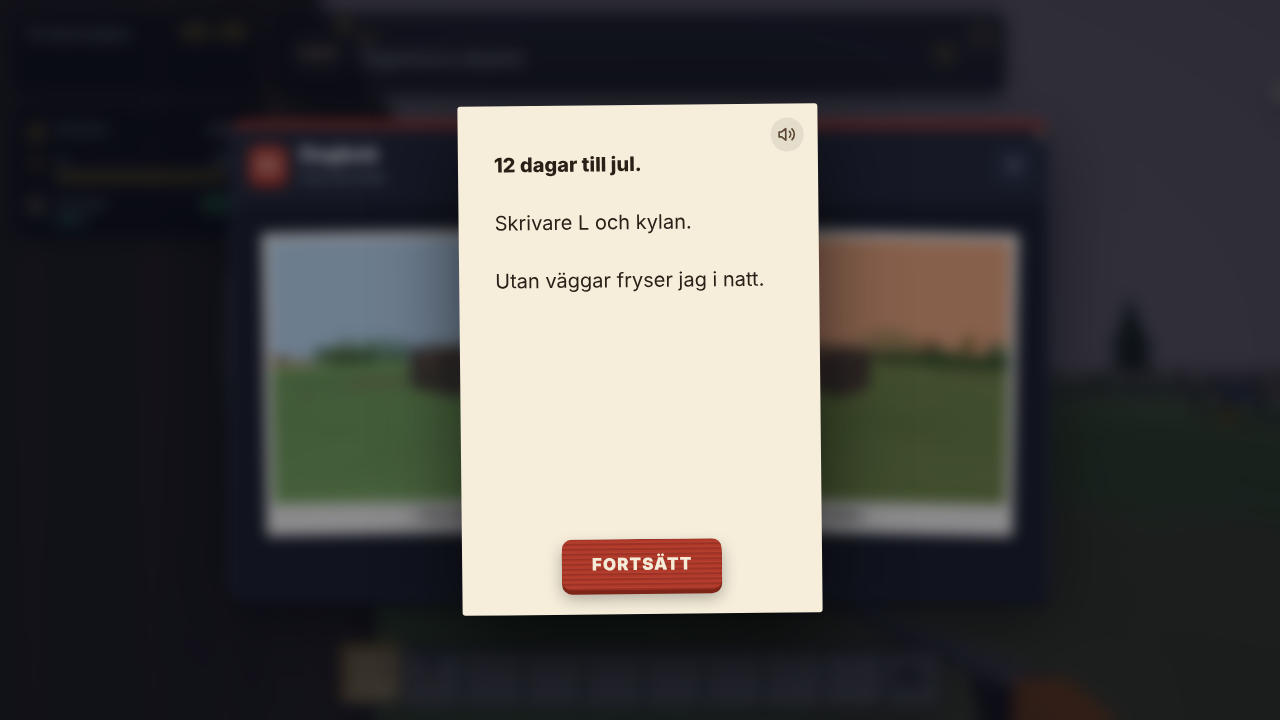 12 dagar till jul.
Skrivare L och kylan.
Utan väggar fryser jag i natt.
FORTSÄTT